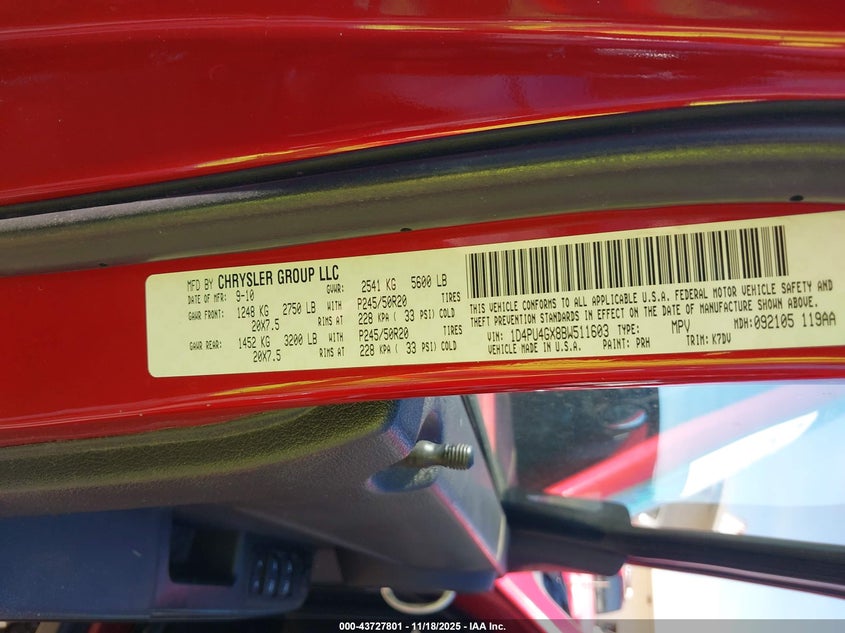 MFD BY CHRYSLER GROUP LLC
DATE OF MFR: 9-10 GVWR: 2541 KG 5600 LB
GAWR FRONT: 1248 KG 2750 LB WITH P245/50R20 TIRES
20X7.5 RIMS AT 228 KPA ( 33 PSI) COLD
GAWR REAR: 1452 KG 3200 LB WITH P245/50R20 TIRES
20X7.5 RIMS AT 228 KPA ( 33 PSI) COLD
THIS VEHICLE CONFORMS TO ALL APPLICABLE U.S.A. FEDERAL MOTOR VEHICLE SAFETY AND
THEFT PREVENTION STANDARDS IN EFFECT ON THE DATE OF MANUFACTURE SHOWN ABOVE.
VIN: 1D4PU4GX8BW511603 TYPE: MPV MDH: 092105 119AA
VEHICLE MADE IN U.S.A. PAINT: PRH TRIM: K7DV
000-43727801 - 11/18/2025 - IAA Inc.